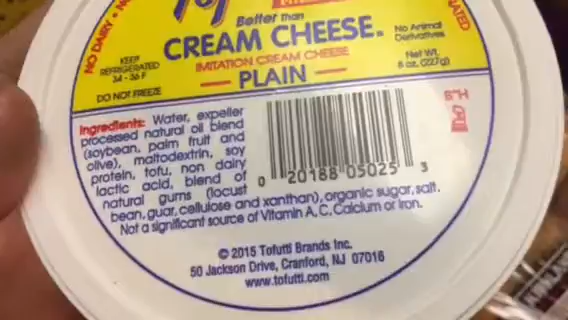 Better than
CREAM CHEESE.
IMITATION CREAM CHEESE
PLAIN
NO DAIRY •
KEEP
REFRIGERATED
34 - 36 F
DO NOT FREEZE
No Animal
Derivatives
Net Wt.
8 oz. (227g)
Ingredients: Water, expeller
processed natural oil blend
(soybean, palm fruit and
olive), maltodextrin, soy
protein, tofu, non dairy
lactic acid, blend of
natural gums (locust
bean, guar, cellulose and xanthan), organic sugar, salt.
Not a significant source of Vitamin A, C, Calcium or Iron.
0 20188 05025 3
© 2015 Tofutti Brands Inc.
50 Jackson Drive, Cranford, NJ 07016
www.tofutti.com